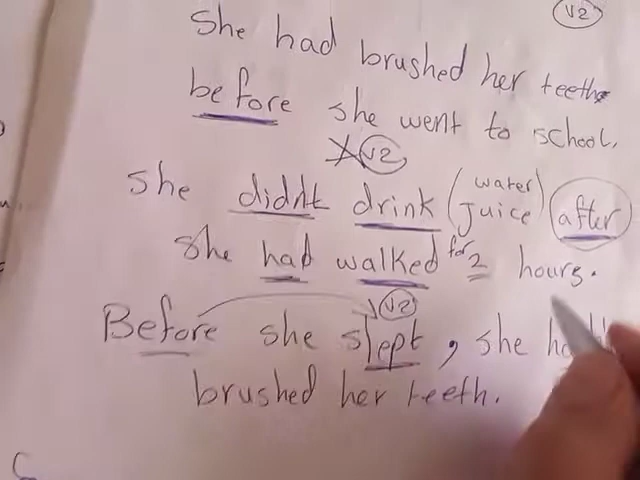 V2
She had brushed her teeth
before she went to school.
V2
She didn't drink (water Juice) after
she had walked for 2 hours.
V2
Before she slept, she
brushed her teeth.